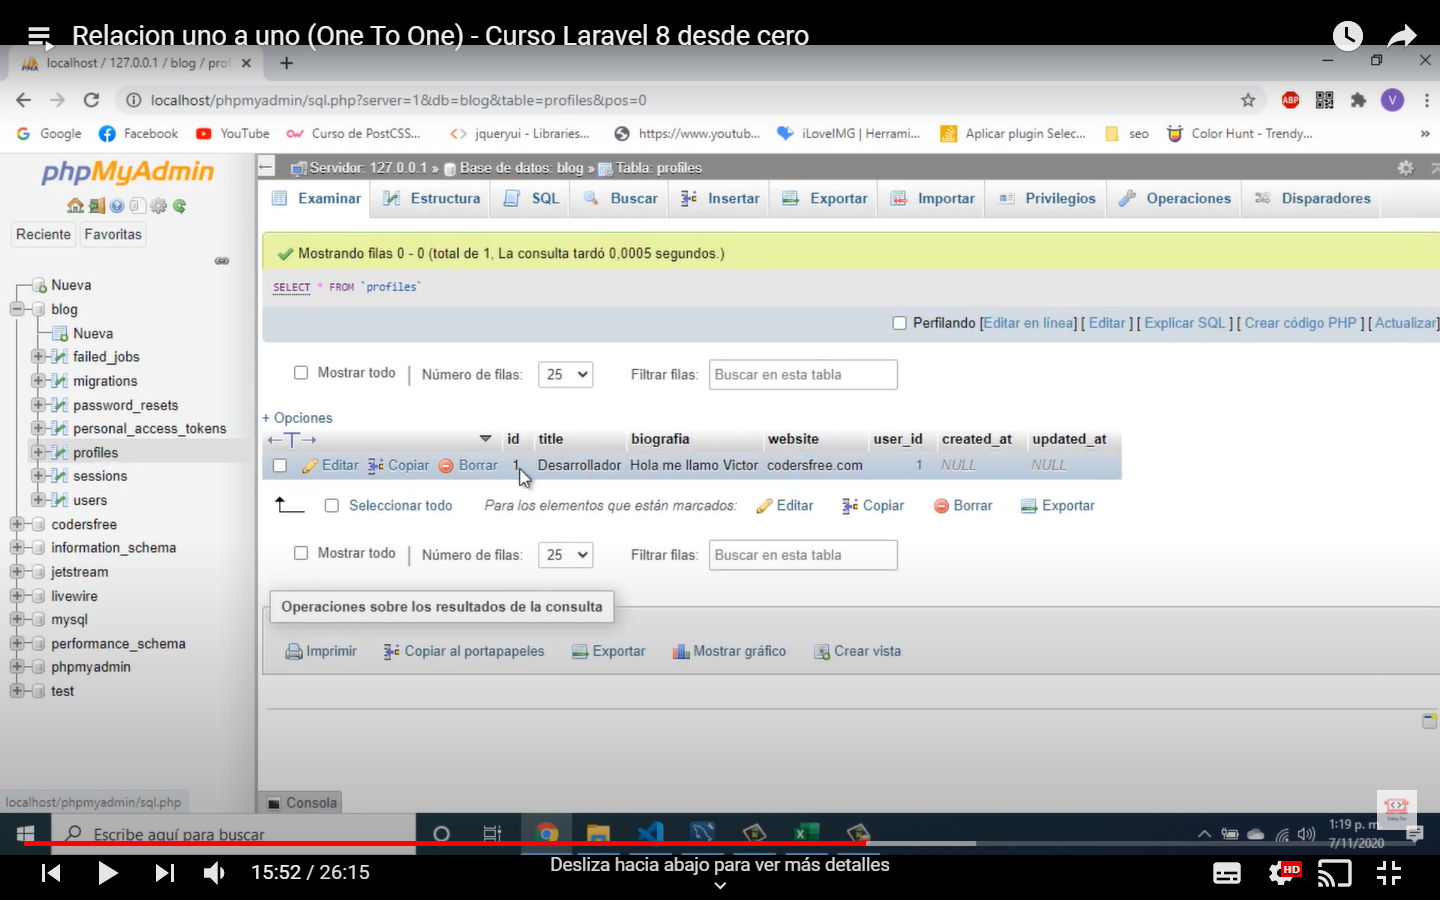 Relacion uno a uno (One To One) - Curso Laravel 8 desde cero
localhost / 127.0.0.1 / blog / prof
localhost/phpmyadmin/sql.php?server=1&db=blog&table=profiles&pos=0
ABP
V
Google
Facebook
YouTube
Curso de PostCSS...
jqueryui - Libraries...
https://www.youtub...
iLoveIMG | Herrami...
Aplicar plugin Selec...
seo
Color Hunt - Trendy...
»
phpMyAdmin
Reciente
Favoritas
Nueva
blog
Nueva
failed_jobs
migrations
password_resets
personal_access_tokens
profiles
sessions
users
codersfree
information_schema
jetstream
livewire
mysql
performance_schema
phpmyadmin
test
localhost/phpmyadmin/sql.php
Servidor: 127.0.0.1 » Base de datos: blog » Tabla: profiles
Examinar
Estructura
SQL
Buscar
Insertar
Exportar
Importar
Privilegios
Operaciones
Disparadores
Mostrando filas 0 - 0 (total de 1, La consulta tardó 0,0005 segundos.)
SELECT * FROM `profiles`
Perfilando [Editar en línea] [ Editar ] [ Explicar SQL ] [ Crear código PHP ] [ Actualizar]
Mostrar todo | Número de filas: 25 Filtrar filas: Buscar en esta tabla
+ Opciones
←T→ id title biografia website user_id created_at updated_at
Editar Copiar Borrar 1 Desarrollador Hola me llamo Victor codersfree.com 1 NULL NULL
Seleccionar todo Para los elementos que están marcados: Editar Copiar Borrar Exportar
Mostrar todo | Número de filas: 25 Filtrar filas: Buscar en esta tabla
Operaciones sobre los resultados de la consulta
Imprimir Copiar al portapapeles Exportar Mostrar gráfico Crear vista
Consola
Escribe aquí para buscar
1:19 p. m.
7/11/2020
15:52 / 26:15
Desliza hacia abajo para ver más detalles
HD